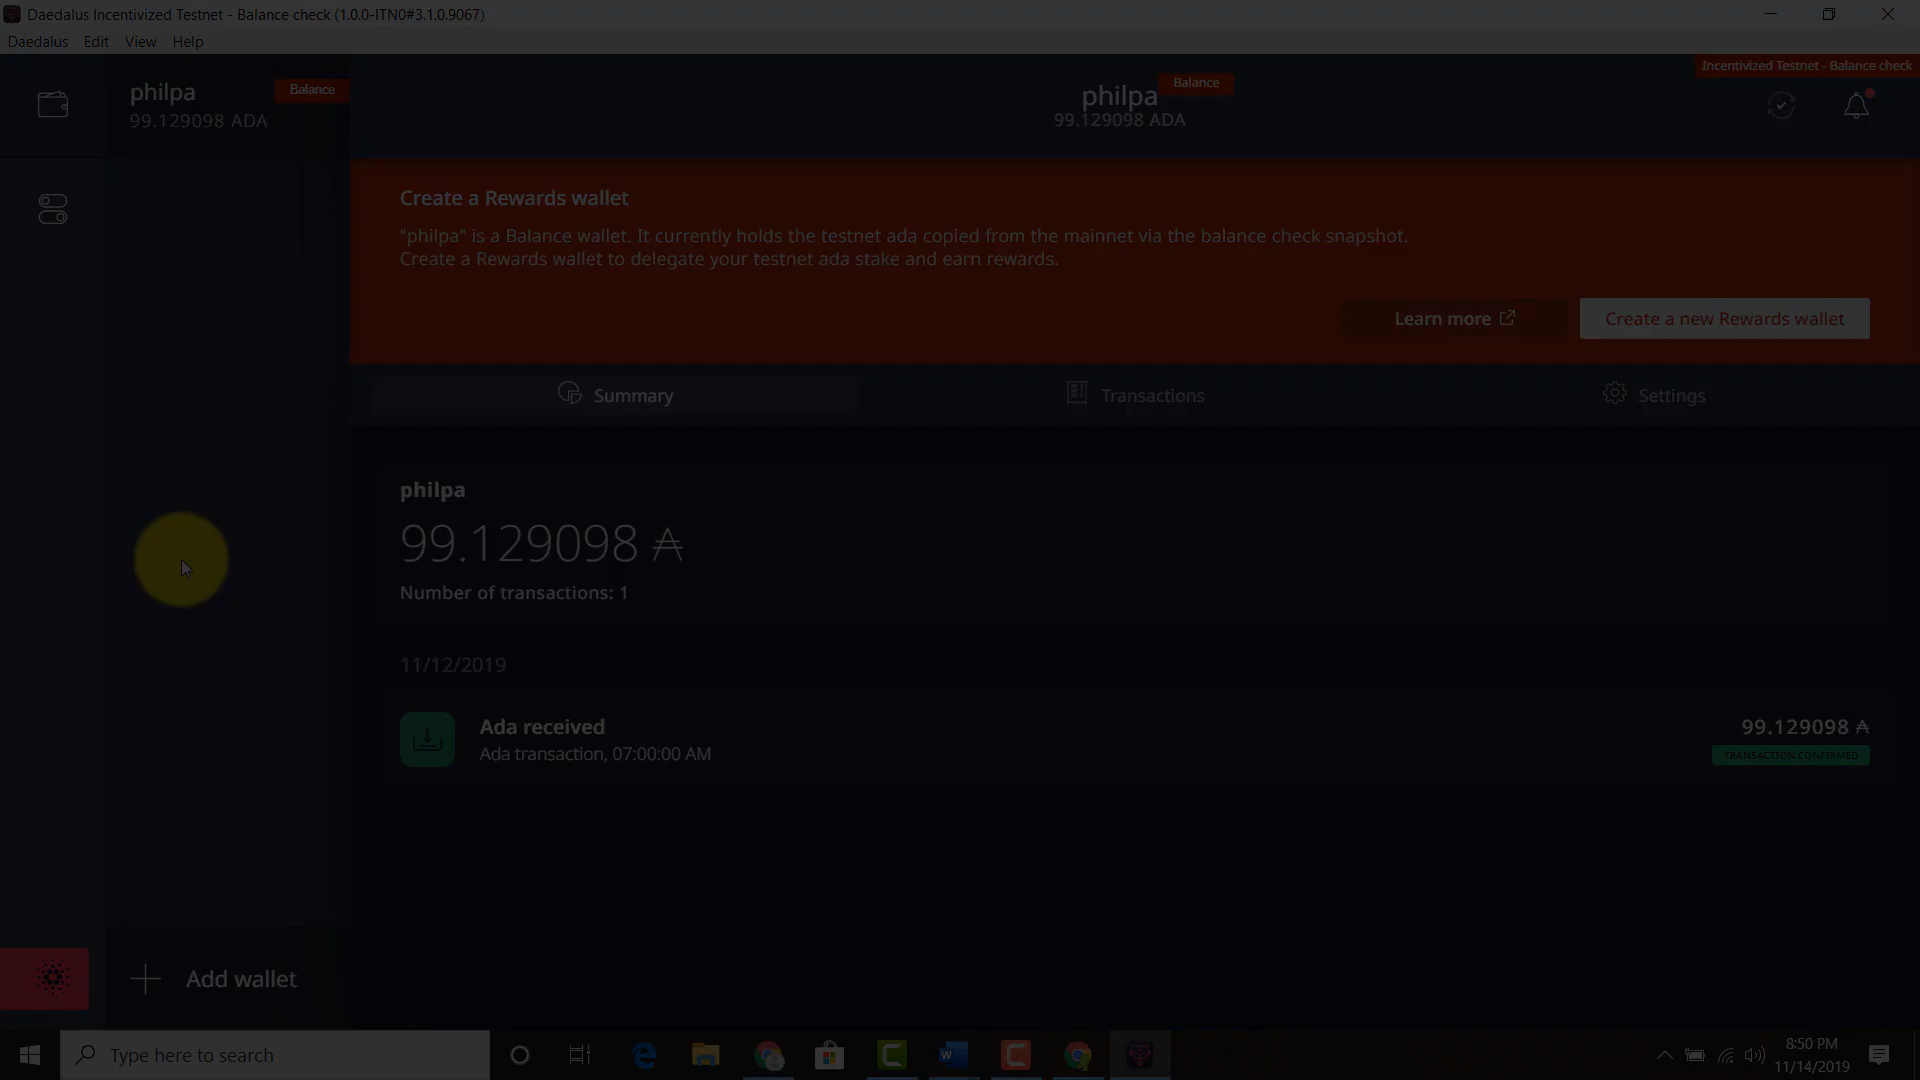 Daedalus Incentivized Testnet - Balance check (1.0.0-ITN0#3.1.0.9067)
Daedalus Edit View Help
Incentivized Testnet - Balance check
philpa Balance
99.129098 ADA
philpa Balance
99.129098 ADA
Create a Rewards wallet
"philpa" is a Balance wallet. It currently holds the testnet ada copied from the mainnet via the balance check snapshot.
Create a Rewards wallet to delegate your testnet ada stake and earn rewards.
Learn more
Create a new Rewards wallet
Summary
Transactions
Settings
philpa
99.129098 ₳
Number of transactions: 1
11/12/2019
Ada received
Ada transaction, 07:00:00 AM
99.129098 ₳
TRANSACTION CONFIRMED
Add wallet
Type here to search
8:50 PM
11/14/2019